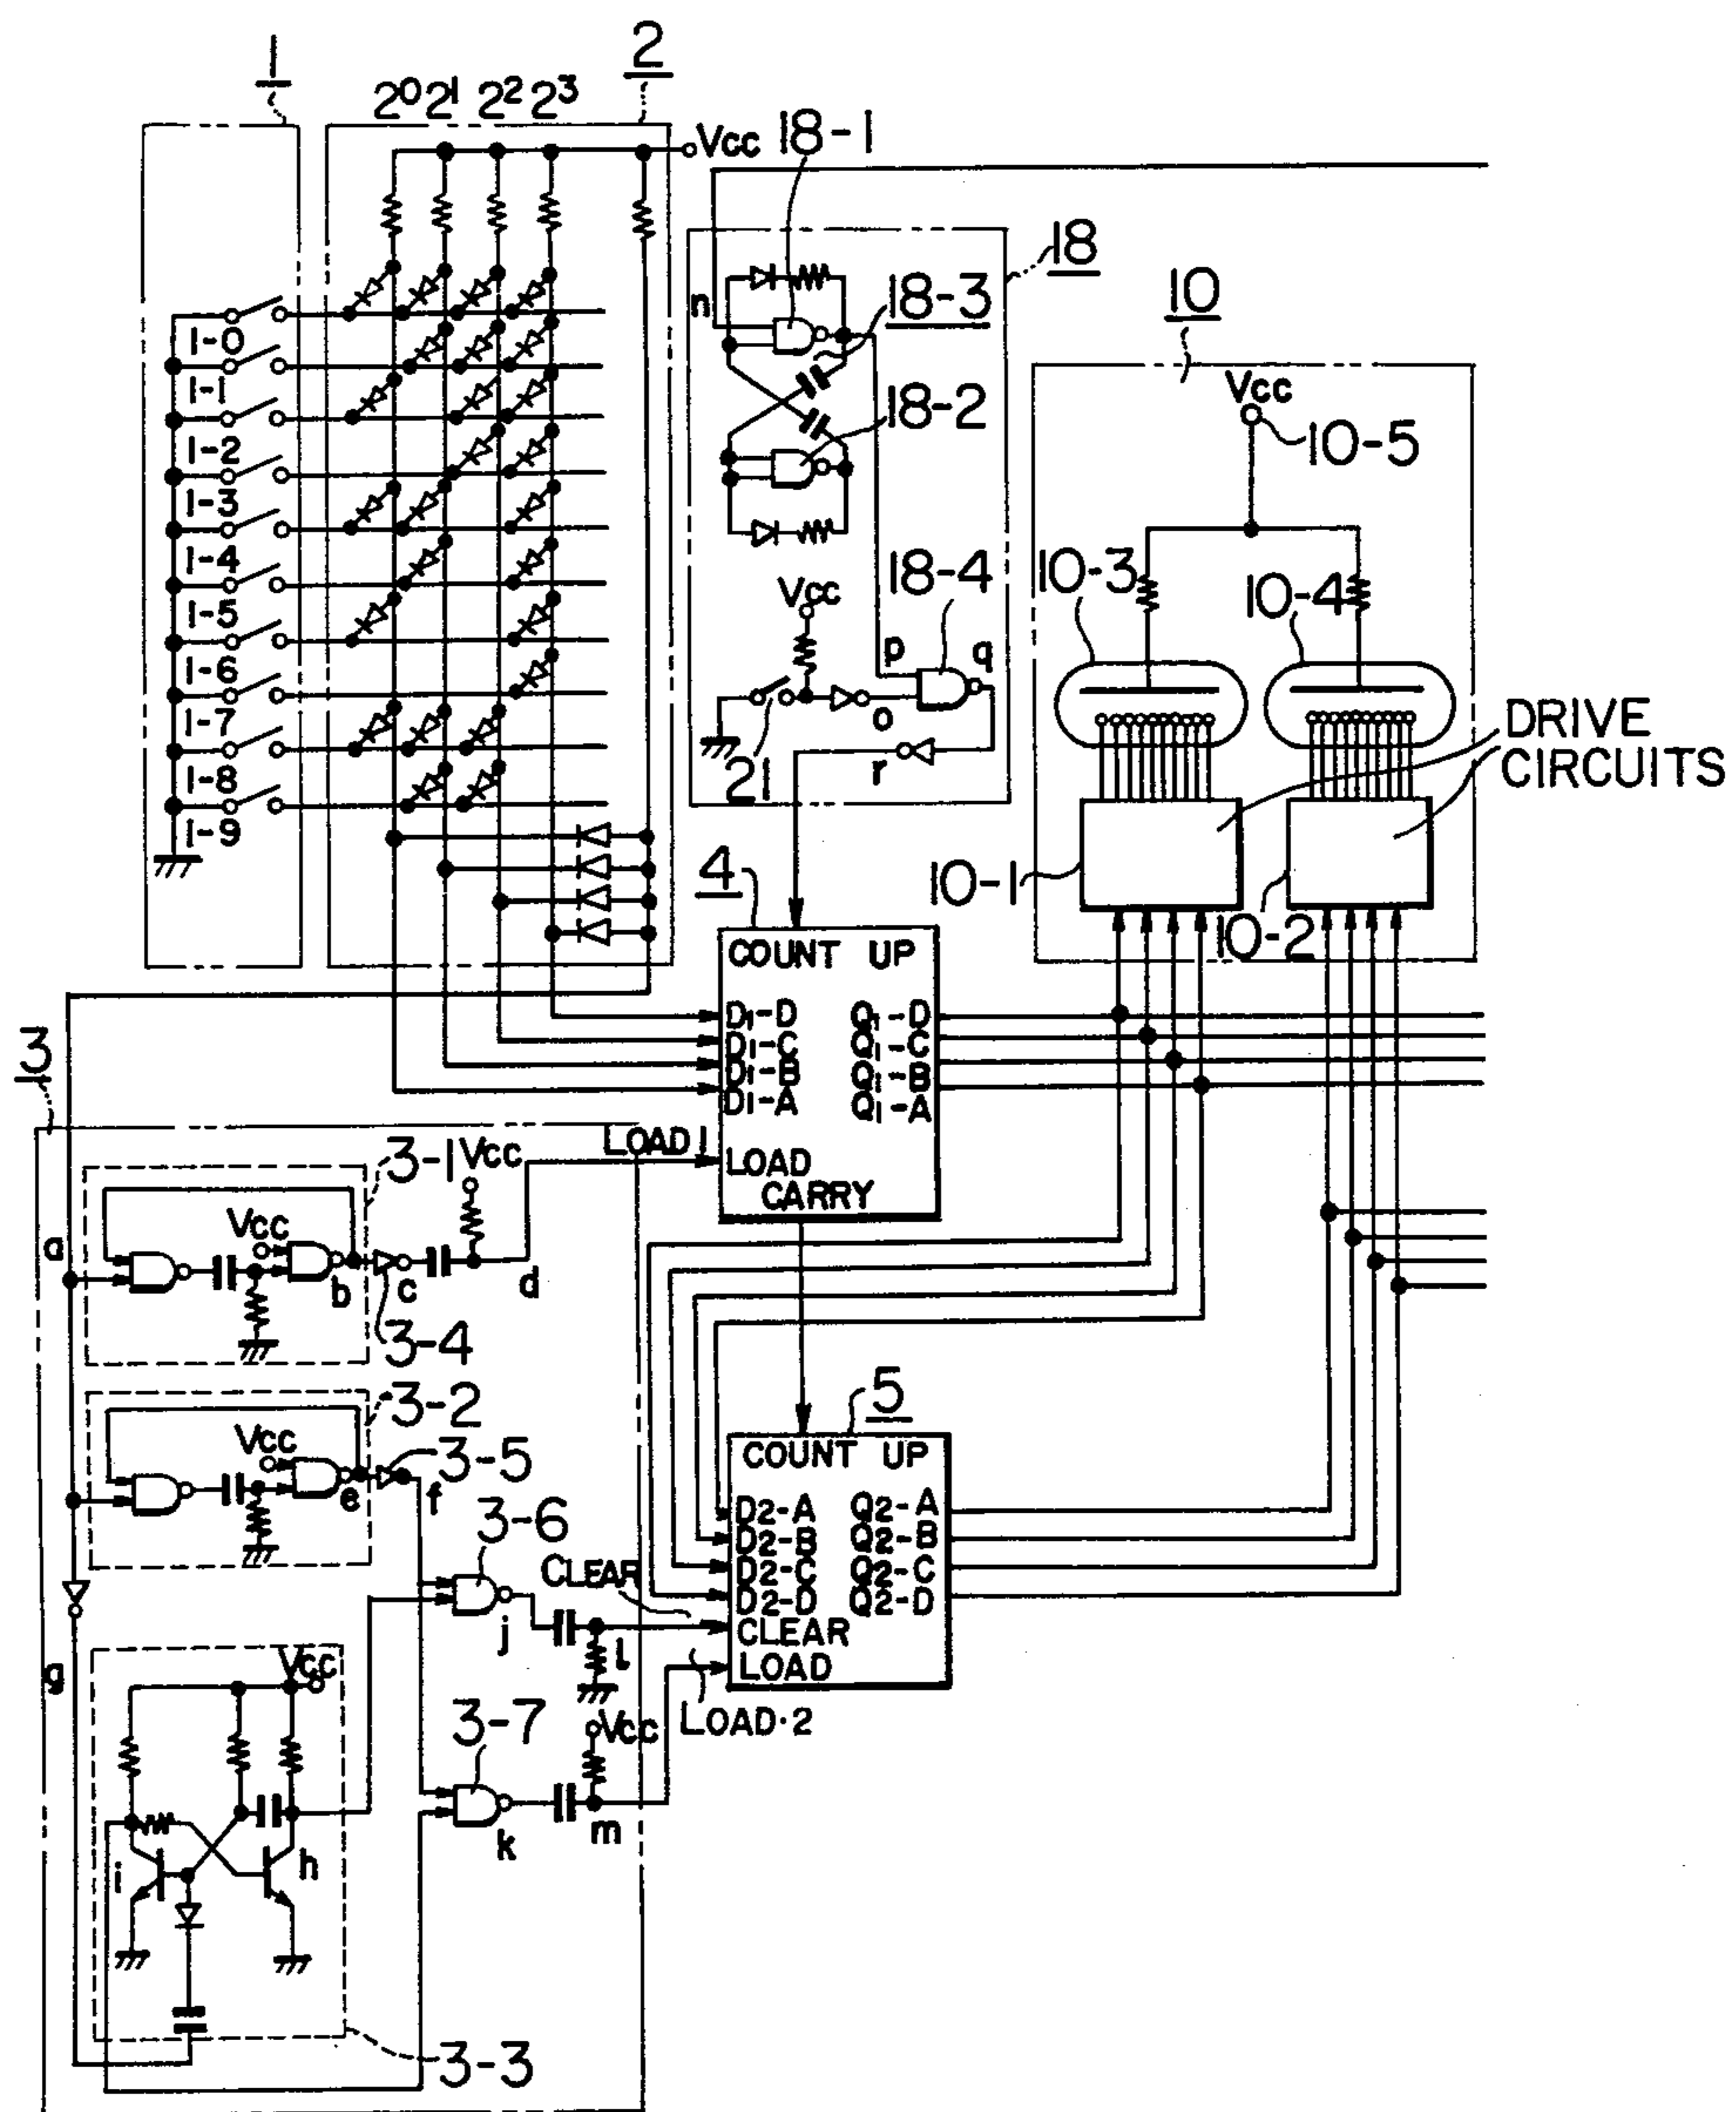 1
2
2⁰ 2¹ 2² 2³
Vcc
18-1
n
18-3
18
18-2
18-4
Vcc
p
q
o
r
21
10
Vcc
10-5
10-3
10-4
DRIVE
CIRCUITS
10-1
10-2
1-0
1-1
1-2
1-3
1-4
1-5
1-6
1-7
1-8
1-9
4
COUNT UP
D1-D Q1-D
D1-C Q1-C
D1-B Q1-B
D1-A Q1-A
LOAD
CARRY
LOAD 1
3
3-1
Vcc
Vcc
a
b
c
d
3-4
3-2
Vcc
3-5
e
f
3-6
CLEAR
j
l
g
Vcc
3-7
Vcc
LOAD·2
k
m
i
h
3-3
5
COUNT UP
D2-A Q2-A
D2-B Q2-B
D2-C Q2-C
D2-D Q2-D
CLEAR
LOAD